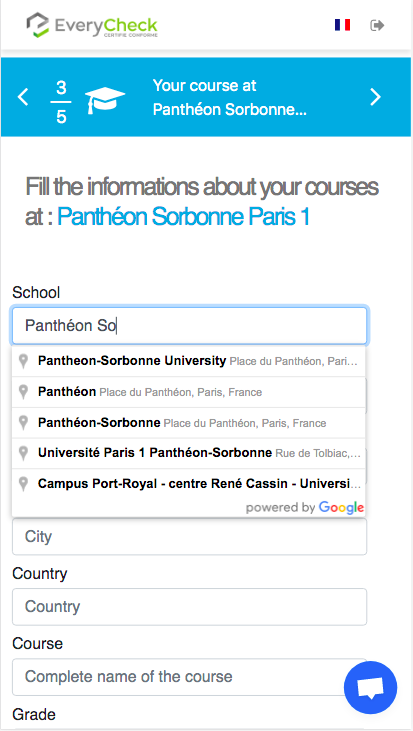 EveryCheck
CERTIFIÉ CONFORME
3
5
Your course at
Panthéon Sorbonne...
Fill the informations about your courses
at : Panthéon Sorbonne Paris 1
School
Panthéon So
Pantheon-Sorbonne University Place du Panthéon, Pari...
Panthéon Place du Panthéon, Paris, France
Panthéon-Sorbonne Place du Panthéon, Paris, France
Université Paris 1 Panthéon-Sorbonne Rue de Tolbiac,...
Campus Port-Royal - centre René Cassin - Universi...
powered by Google
City
Country
Country
Course
Complete name of the course
Grade